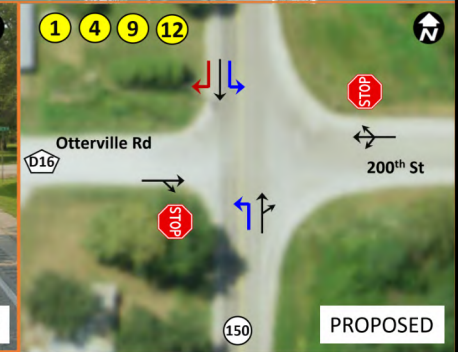 1 4 9 12
STOP
Otterville Rd
D16
200th St
STOP
150
PROPOSED